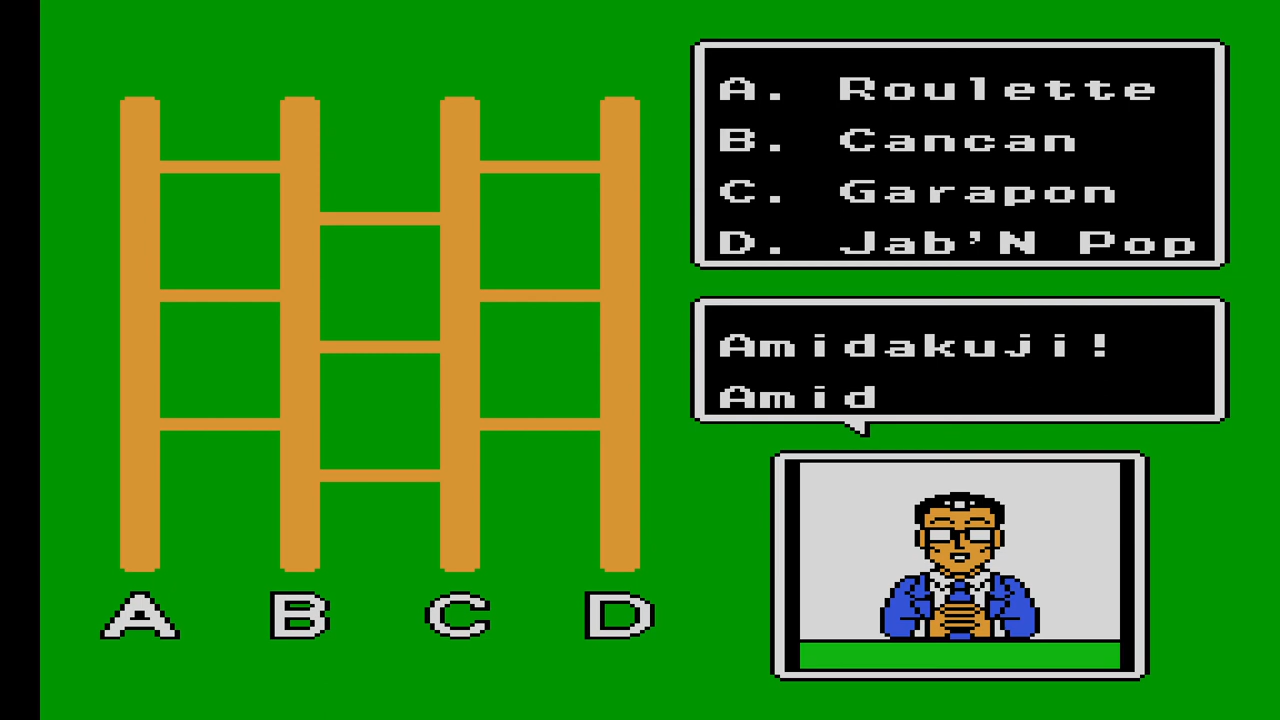 A. Roulette
B. Cancan
C. Garapon
D. Jab'N Pop
Amidakuji!
Amid
A B C D